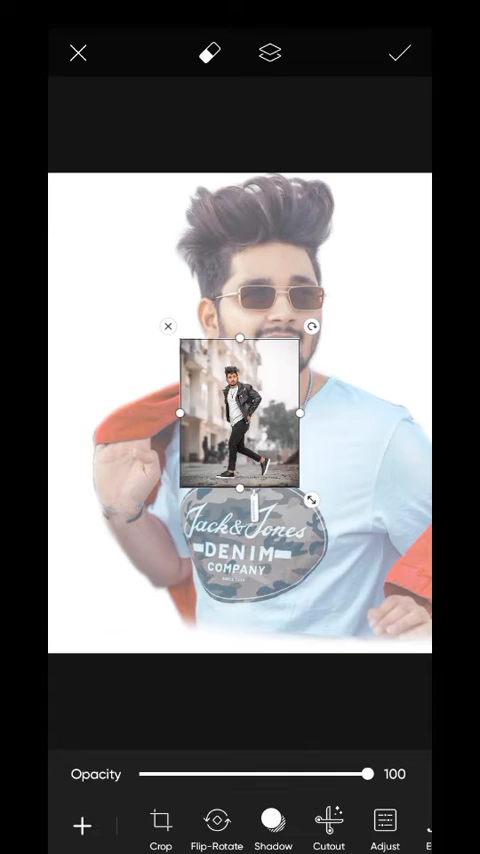 Jack&Jones
DENIM
COMPANY
Opacity
100
Crop
Flip-Rotate
Shadow
Cutout
Adjust